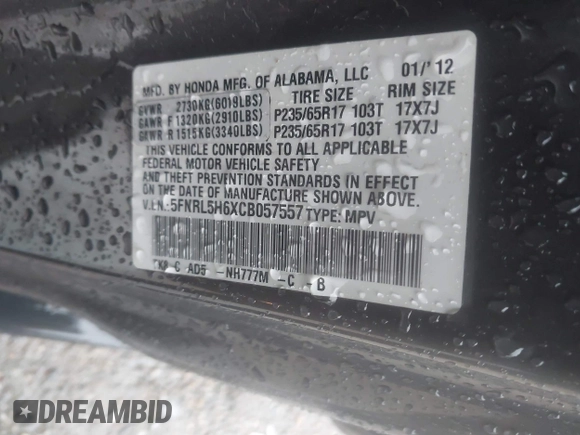 MFD. BY HONDA MFG. OF ALABAMA, LLC 01/'12
GVWR 2730KG(6019LBS) TIRE SIZE RIM SIZE
GAWR F 1320KG(2910LBS) P235/65R17 103T 17X7J
GAWR R 1515KG(3340LBS) P235/65R17 103T 17X7J
THIS VEHICLE CONFORMS TO ALL APPLICABLE
FEDERAL MOTOR VEHICLE SAFETY
AND THEFT PREVENTION STANDARDS IN EFFECT
ON THE DATE OF MANUFACTURE SHOWN ABOVE.
V.I.N.:5FNRL5H6XCB057557 TYPE: MPV
C AD5 -NH777M -C -B
DREAMBID